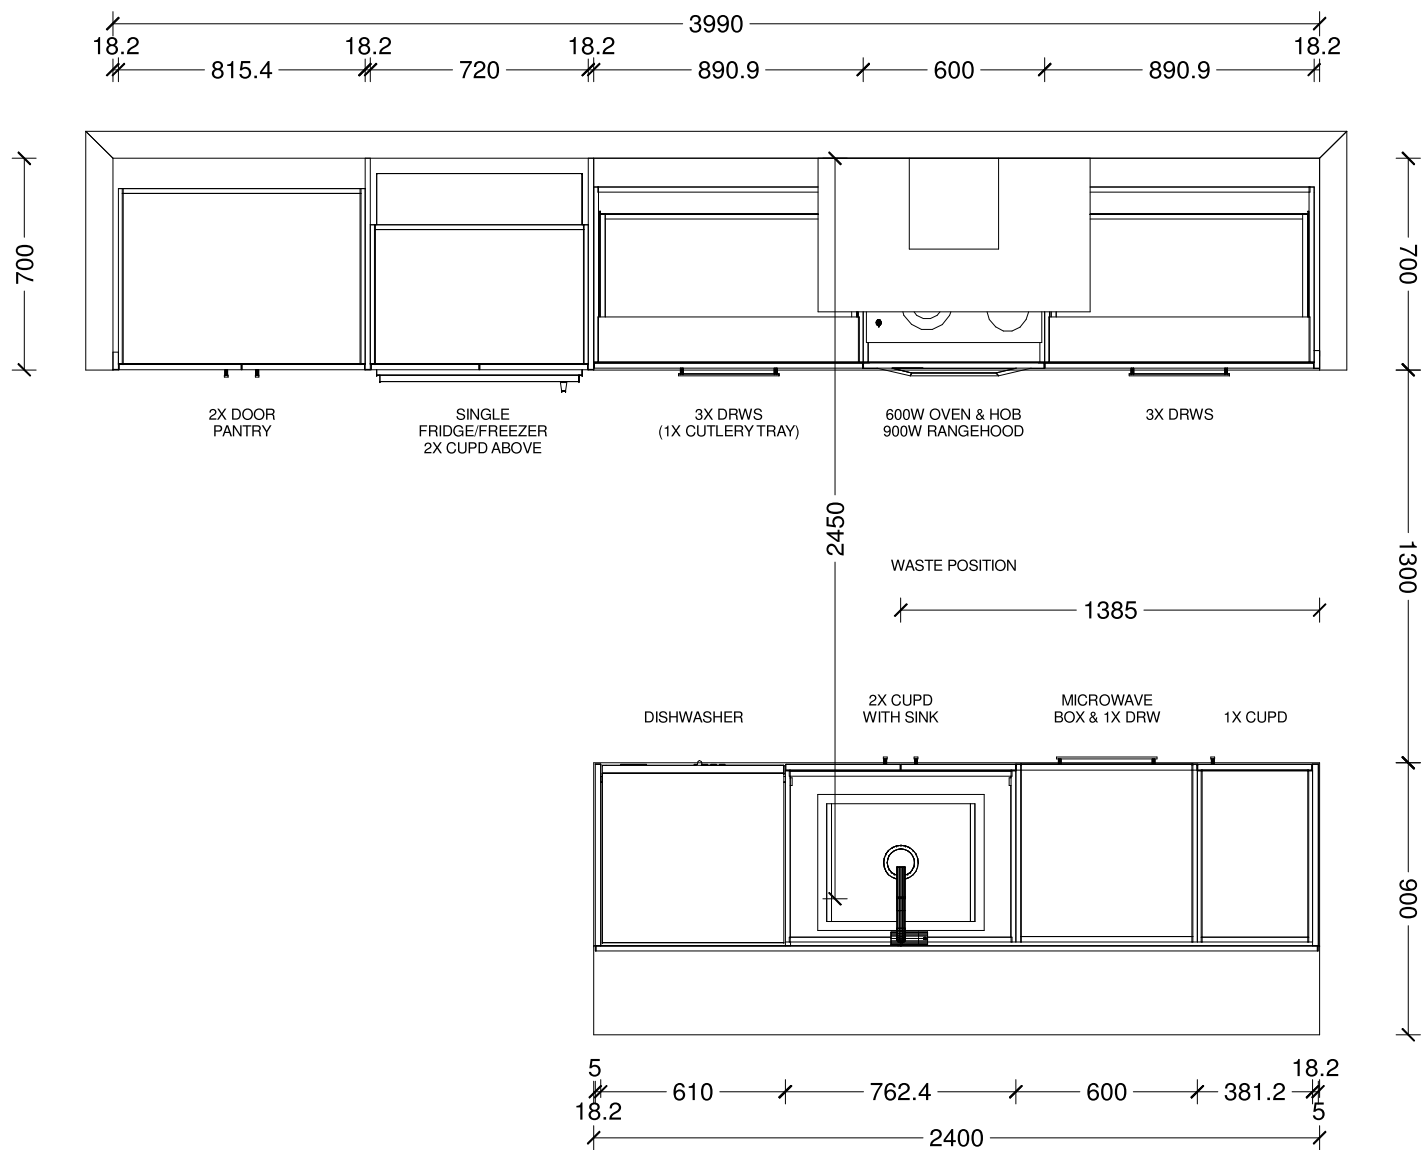 3990
18.2 18.2 18.2 18.2
815.4 720 890.9 600 890.9
700
700
2X DOOR
PANTRY
SINGLE
FRIDGE/FREEZER
2X CUPD ABOVE
3X DRWS
(1X CUTLERY TRAY)
600W OVEN & HOB
900W RANGEHOOD
3X DRWS
2450
1300
WASTE POSITION
1385
DISHWASHER
2X CUPD
WITH SINK
MICROWAVE
BOX & 1X DRW
1X CUPD
900
5 18.2
610 762.4 600 381.2
18.2 5
2400